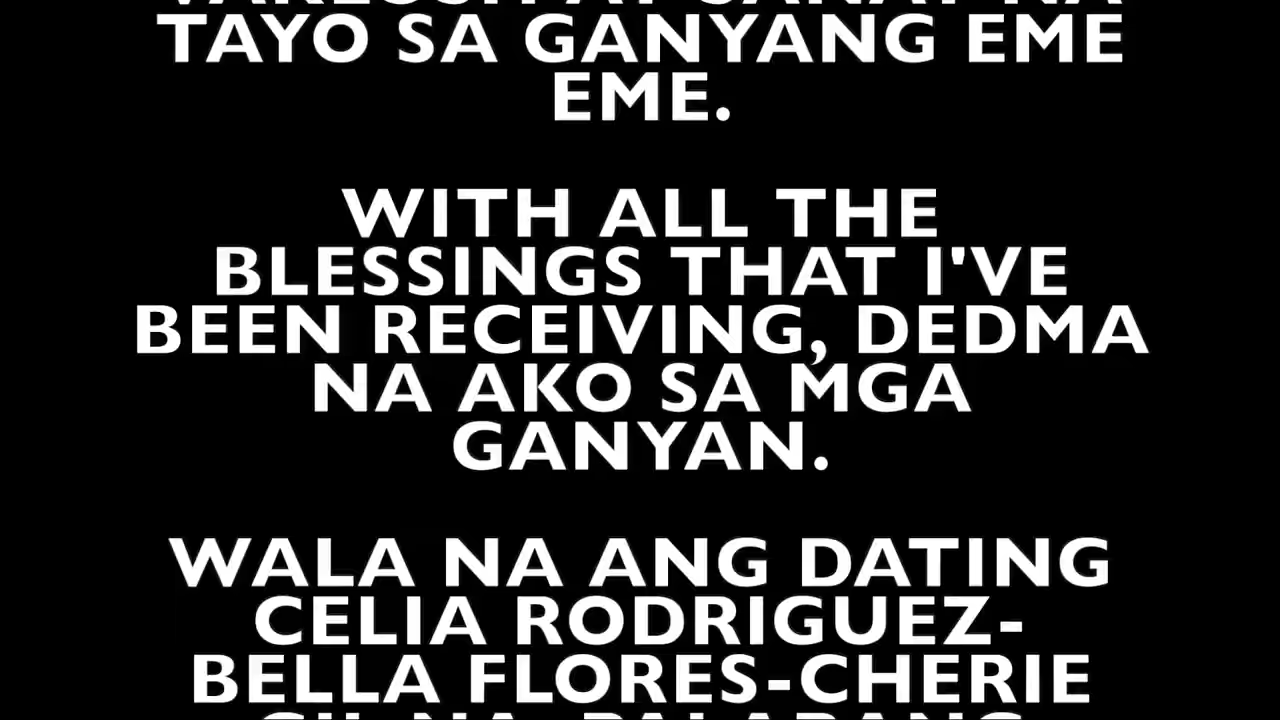 TAYO SA GANYANG EME
EME.
WITH ALL THE
BLESSINGS THAT I'VE
BEEN RECEIVING, DEDMA
NA AKO SA MGA
GANYAN.
WALA NA ANG DATING
CELIA RODRIGUEZ-
BELLA FLORES-CHERIE